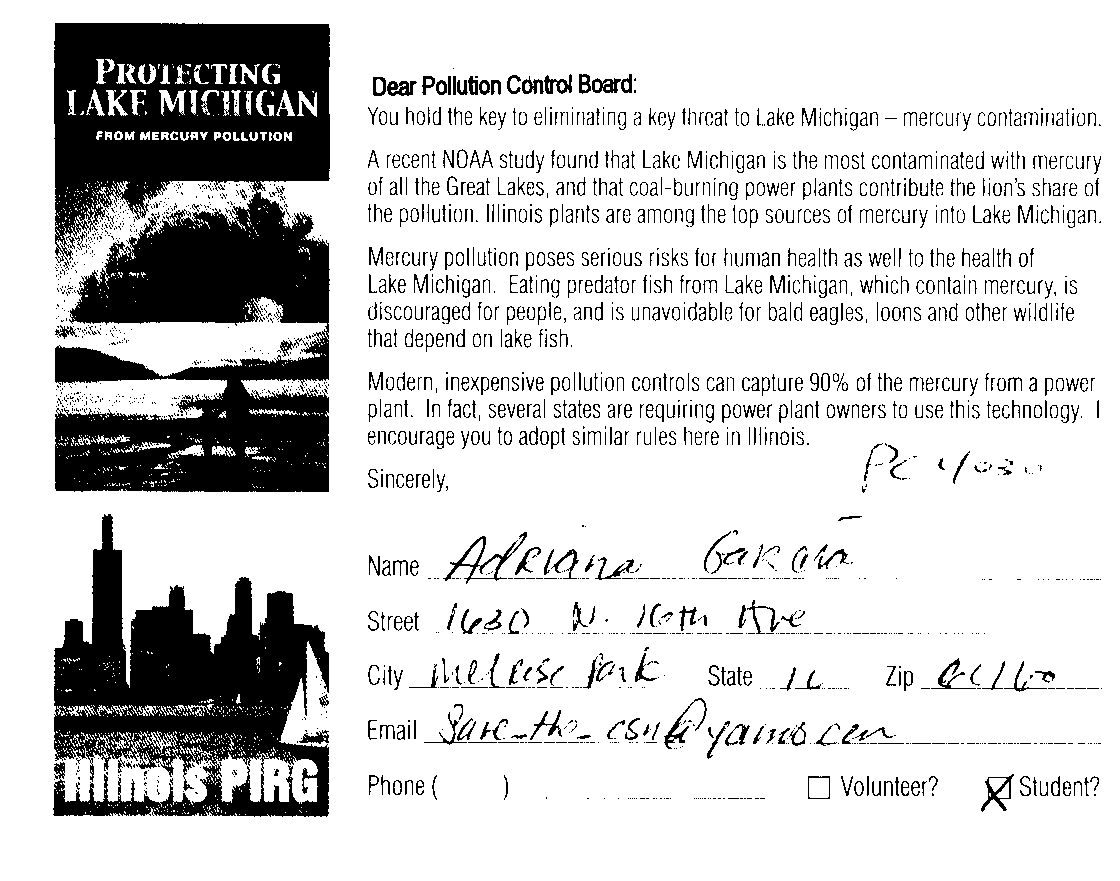 PROTECTING
LAKE MICHIGAN
FROM MERCURY POLLUTION
Illinois PIRG
Dear Pollution Control Board:
You hold the key to eliminating a key threat to Lake Michigan – mercury contamination.
A recent NOAA study found that Lake Michigan is the most contaminated with mercury
of all the Great Lakes, and that coal-burning power plants contribute the lion's share of
the pollution. Illinois plants are among the top sources of mercury into Lake Michigan.
Mercury pollution poses serious risks for human health as well to the health of
Lake Michigan. Eating predator fish from Lake Michigan, which contain mercury, is
discouraged for people, and is unavoidable for bald eagles, loons and other wildlife
that depend on lake fish.
Modern, inexpensive pollution controls can capture 90% of the mercury from a power
plant. In fact, several states are requiring power plant owners to use this technology. I
encourage you to adopt similar rules here in Illinois.
Sincerely,
PC 4030
Name Adriana
Street 1630 N. 16th Ave
City Melrose Park State IL Zip 60160
Email
Phone ( )
Volunteer? Student?